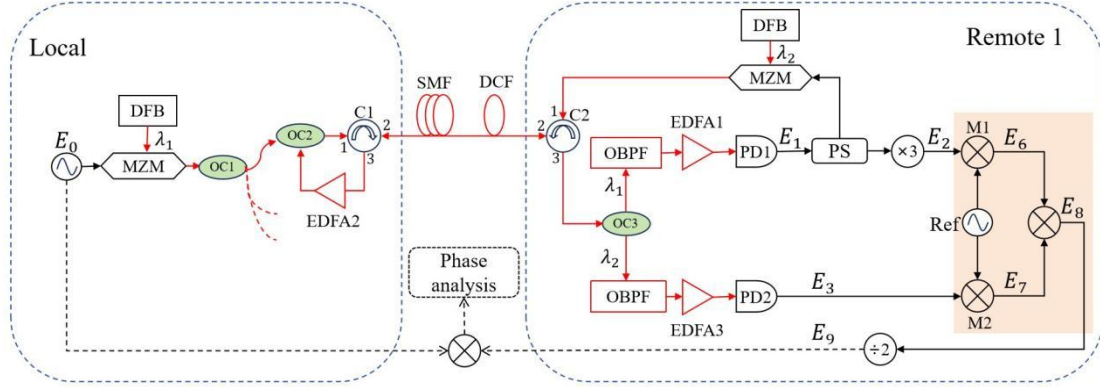 Local
Remote 1
DFB
λ₁
E₀
MZM
OC1
OC2
C1
1
2
3
EDFA2
SMF
DCF
DFB
λ₂
MZM
1
C2
2
3
EDFA1
OBPF
PD1
E₁
PS
×3
E₂
M1
E₆
λ₁
OC3
λ₂
Ref
E₈
OBPF
EDFA3
PD2
E₃
M2
E₇
Phase
analysis
E₉
÷2